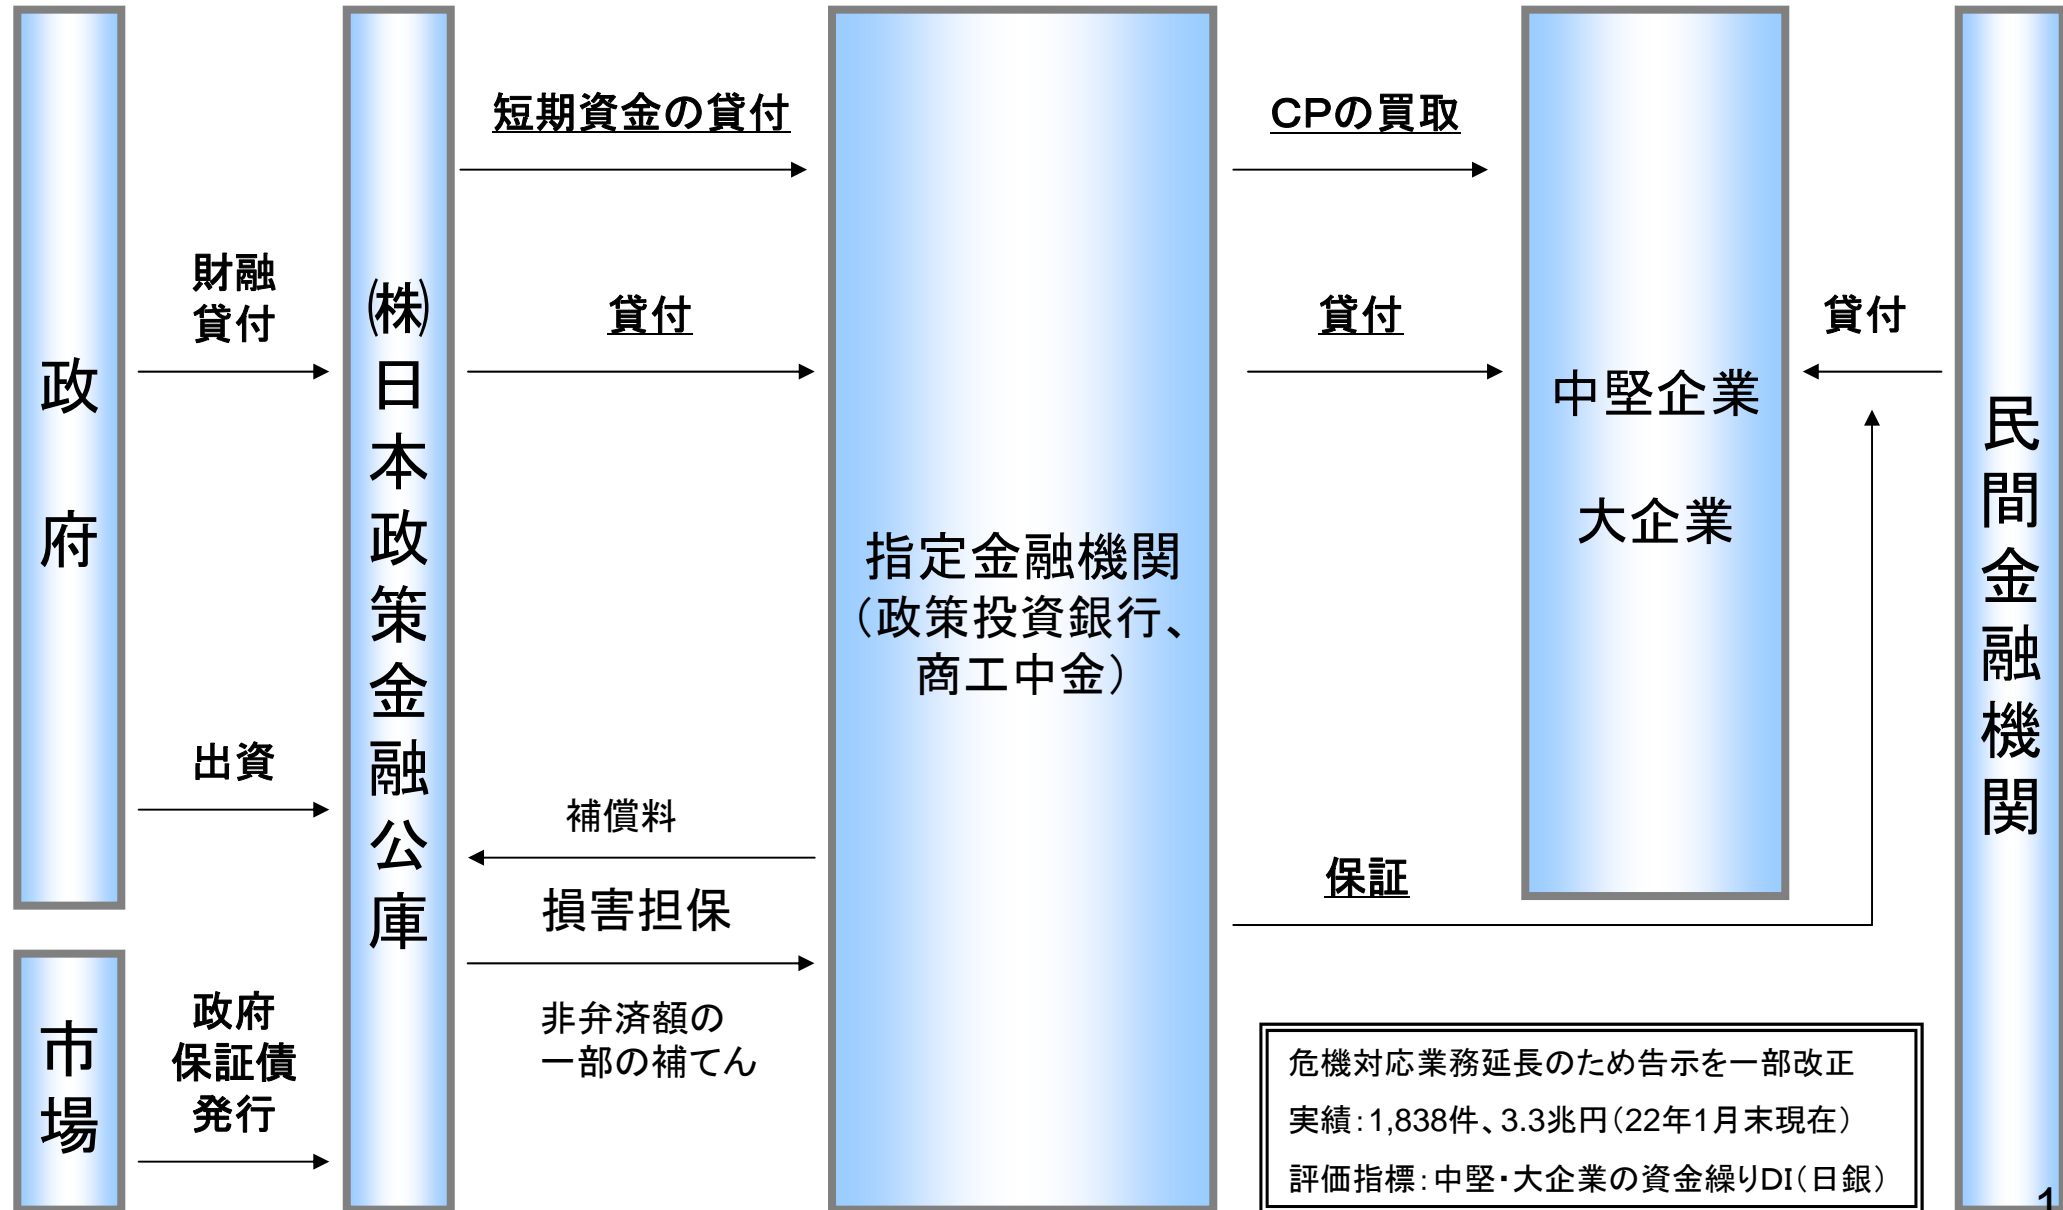 政府
市場
財融
貸付
出資
政府
保証債
発行
㈱日本政策金融公庫
短期資金の貸付
貸付
補償料
損害担保
非弁済額の
一部の補てん
指定金融機関
（政策投資銀行、
商工中金）
CPの買取
貸付
保証
中堅企業
大企業
貸付
民間金融機関
危機対応業務延長のため告示を一部改正
実績：1,838件、3.3兆円（22年1月末現在）
評価指標：中堅・大企業の資金繰りDI（日銀）
1